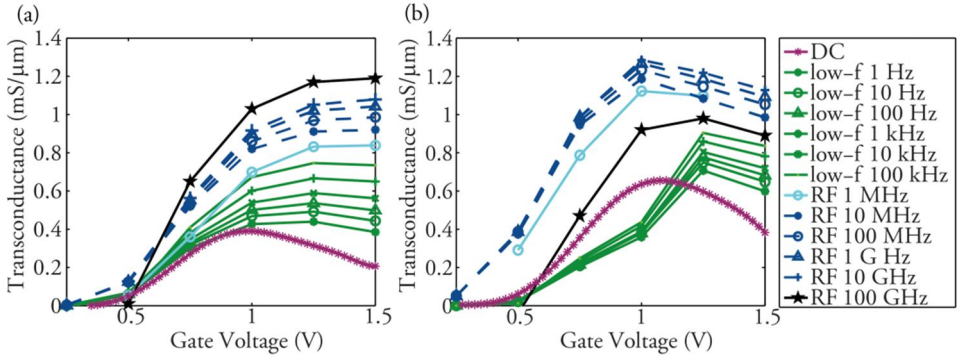 (a)
1.4
1.2
1
0.8
0.6
0.4
0.2
0
Transconductance (mS/μm)
0.5
1
1.5
Gate Voltage (V)
(b)
1.4
1.2
1
0.8
0.6
0.4
0.2
0
Transconductance (mS/μm)
0.5
1
1.5
Gate Voltage (V)
DC
low-f 1 Hz
low-f 10 Hz
low-f 100 Hz
low-f 1 kHz
low-f 10 kHz
low-f 100 kHz
RF 1 MHz
RF 10 MHz
RF 100 MHz
RF 1 G Hz
RF 10 GHz
RF 100 GHz